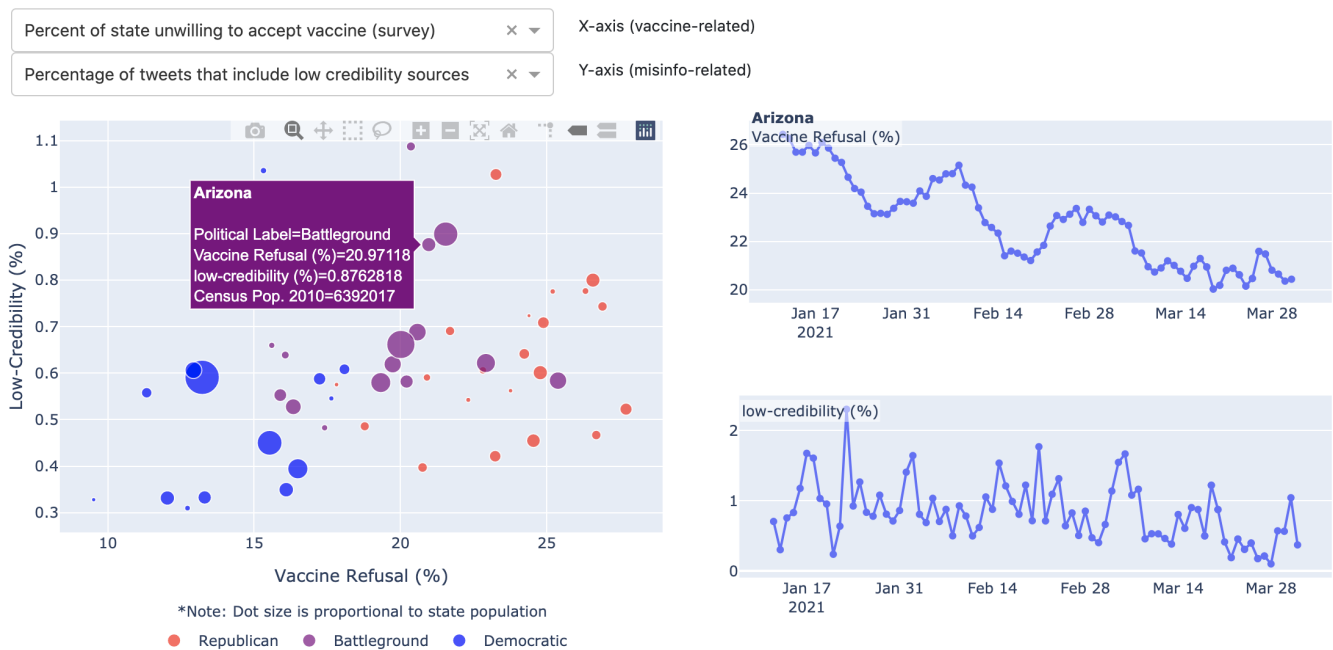 Percent of state unwilling to accept vaccine (survey)
X-axis (vaccine-related)
Percentage of tweets that include low credibility sources
Y-axis (misinfo-related)
1.1
1
0.9
0.8
0.7
0.6
0.5
0.4
0.3
Low-Credibility (%)
Arizona
Political Label=Battleground
Vaccine Refusal (%)=20.97118
low-credibility (%)=0.8762818
Census Pop. 2010=6392017
10
15
20
25
Vaccine Refusal (%)
*Note: Dot size is proportional to state population
Republican
Battleground
Democratic
Arizona
Vaccine Refusal (%)
26
24
22
20
Jan 17
2021
Jan 31
Feb 14
Feb 28
Mar 14
Mar 28
low-credibility (%)
2
1
0
Jan 17
2021
Jan 31
Feb 14
Feb 28
Mar 14
Mar 28